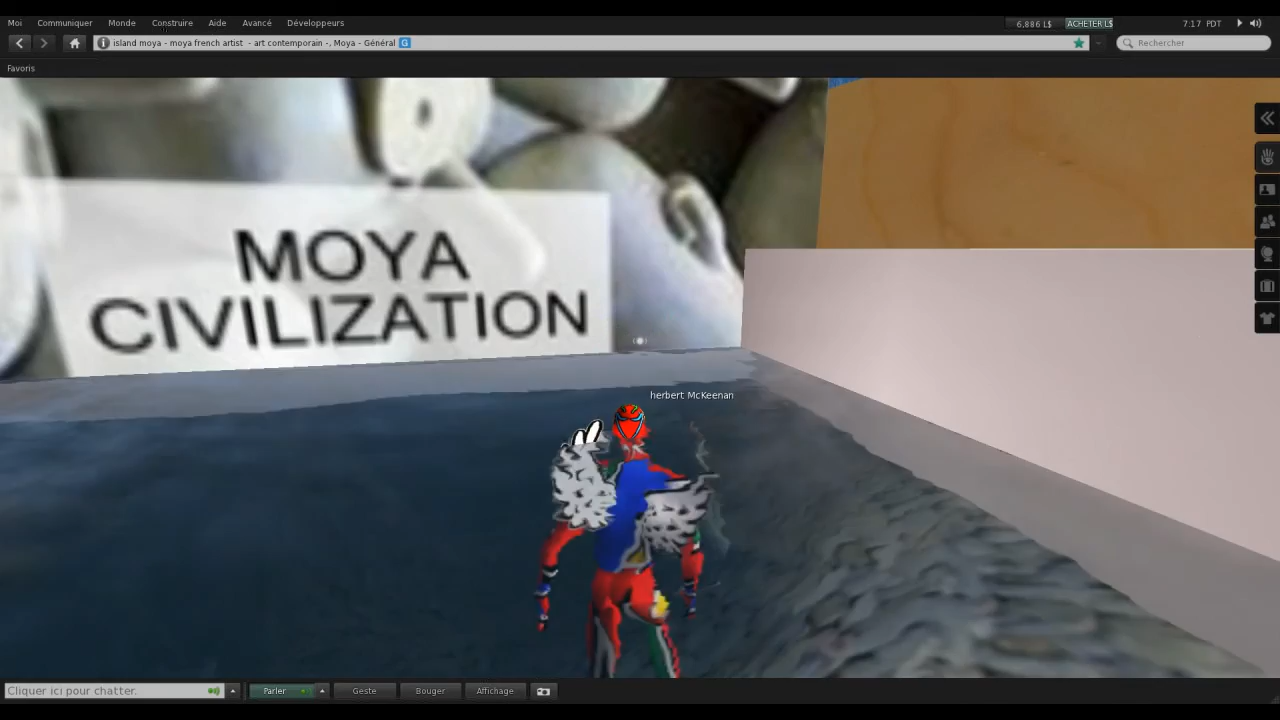 Moi Communiquer Monde Construire Aide Avancé Développeurs 6,886 L$ ACHETER L$ 7:17 PDT
island moya - moya french artist - art contemporain -, Moya - Général G Rechercher
Favoris
MOYA
CIVILIZATION
herbert McKeenan
Cliquer ici pour chatter. Parler Geste Bouger Affichage